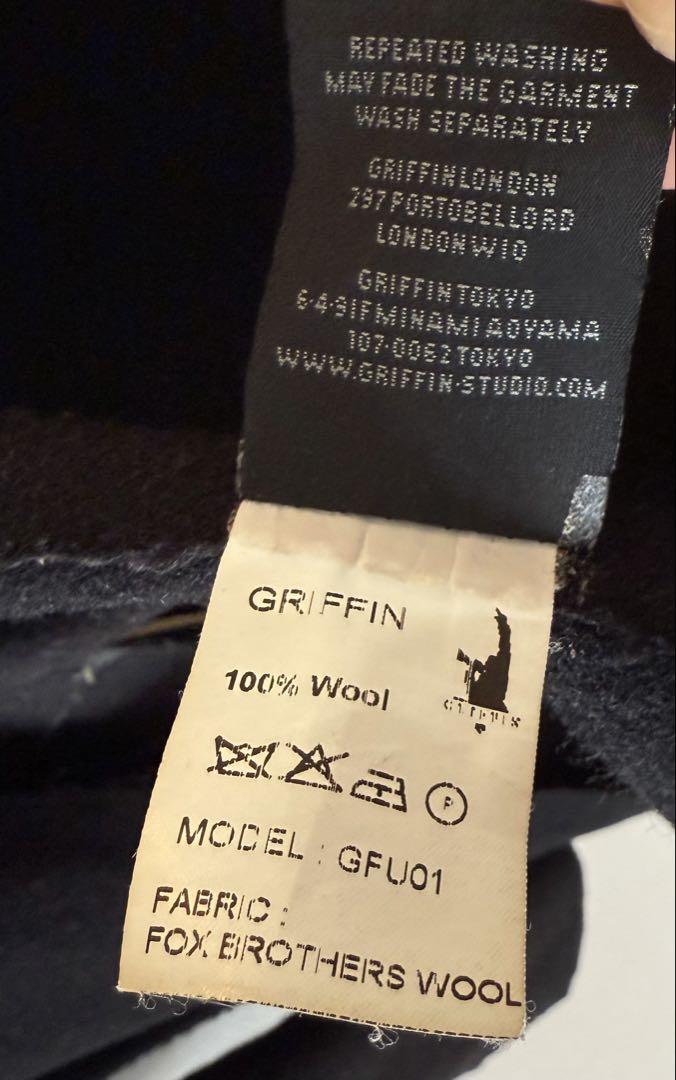 REPEATED WASHING
MAY FADE THE GARMENT
WASH SEPARATELY
GRIFFIN LONDON
297 PORTOBELLO RD
LONDON W10
GRIFFIN TOKYO
6-4-9 1F MINAMI AOYAMA
107-0062 TOKYO
WWW.GRIFFIN-STUDIO.COM
GRIFFIN
100% Wool
GRIFFIN
P
MODEL : GFU01
FABRIC :
FOX BROTHERS WOOL